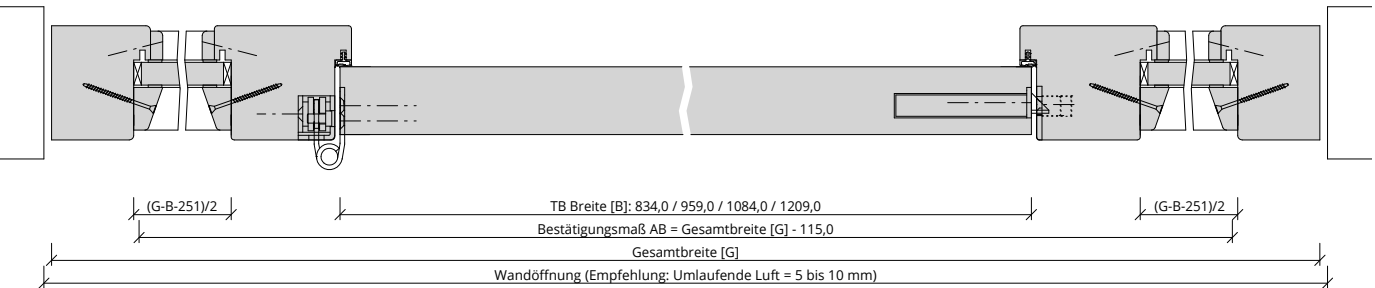 (G-B-251)/2 TB Breite [B]: 834,0 / 959,0 / 1084,0 / 1209,0 (G-B-251)/2
Bestätigungsmaß AB = Gesamtbreite [G] - 115,0
Gesamtbreite [G]
Wandöffnung (Empfehlung: Umlaufende Luft = 5 bis 10 mm)